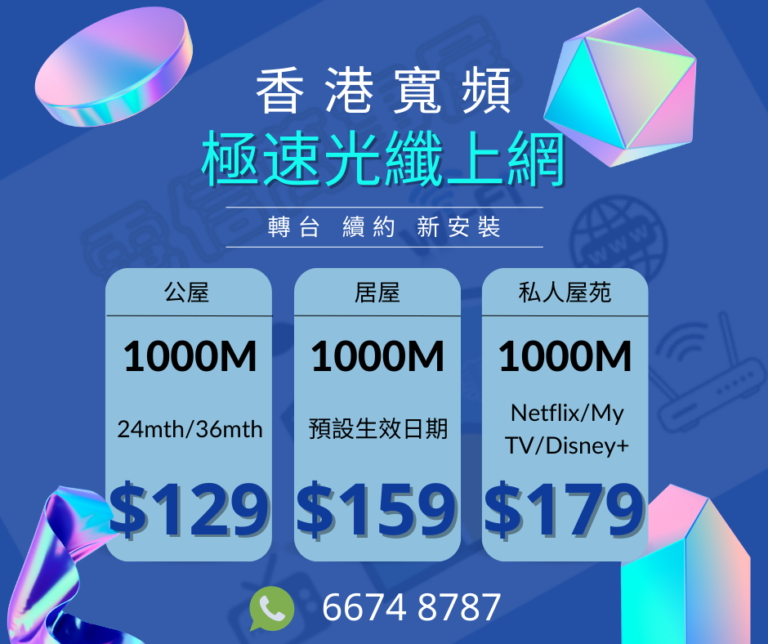 香港寬頻
極速光纖上網
轉台 續約 新安裝
公屋
1000M
24mth/36mth
$129
居屋
1000M
預設生效日期
$159
私人屋苑
1000M
Netflix/My
TV/Disney+
$179
6674 8787
www